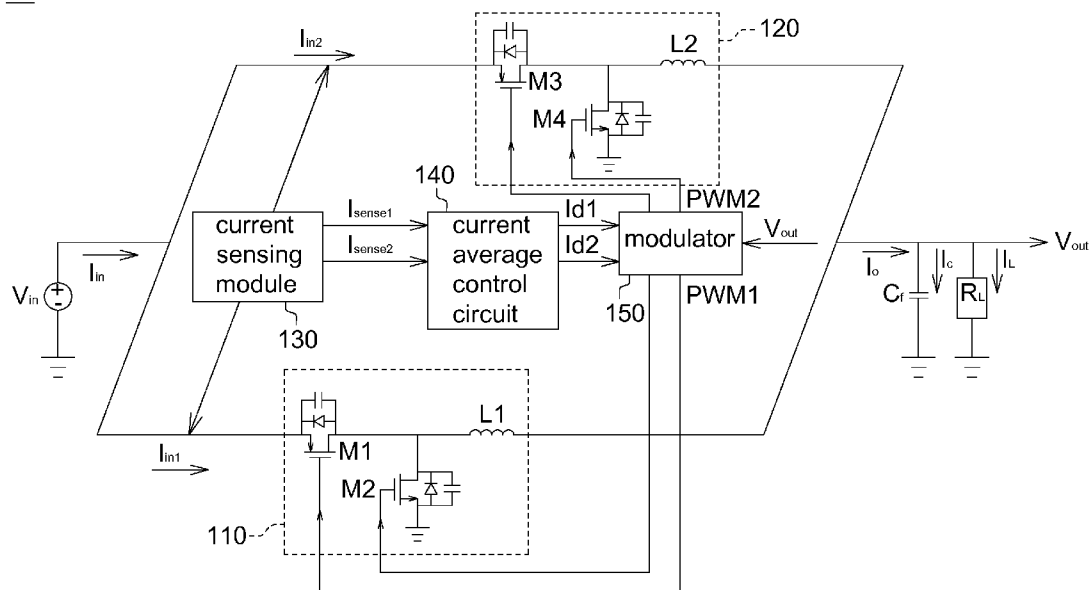 Iin2
L2
120
M3
M4
140
PWM2
current
sensing
module
Isense1
Isense2
current
average
control
circuit
Id1
Id2
modulator
Vout
Vout
Iin
Io
Ic
IL
Vin
+
-
130
150
PWM1
Cf
RL
L1
M1
Iin1
M2
110